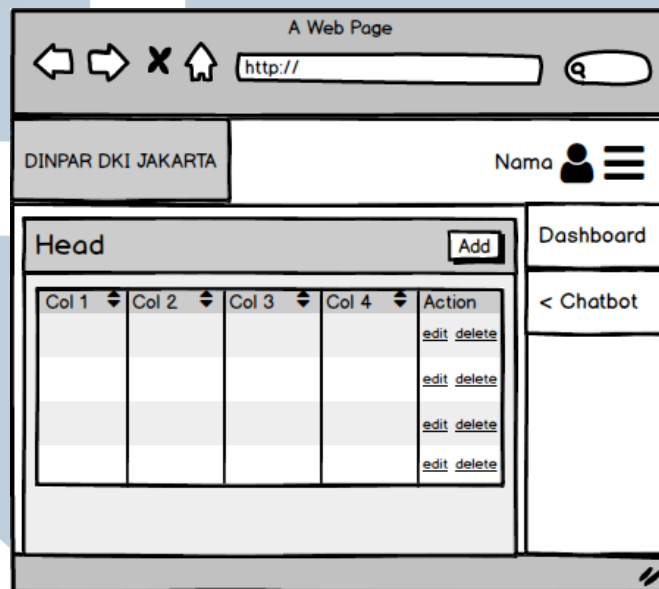 A Web Page
http://
DINPAR DKI JAKARTA
Nama
Head
Add
Dashboard
< Chatbot
Col 1 Col 2 Col 3 Col 4 Action
edit delete
edit delete
edit delete
edit delete